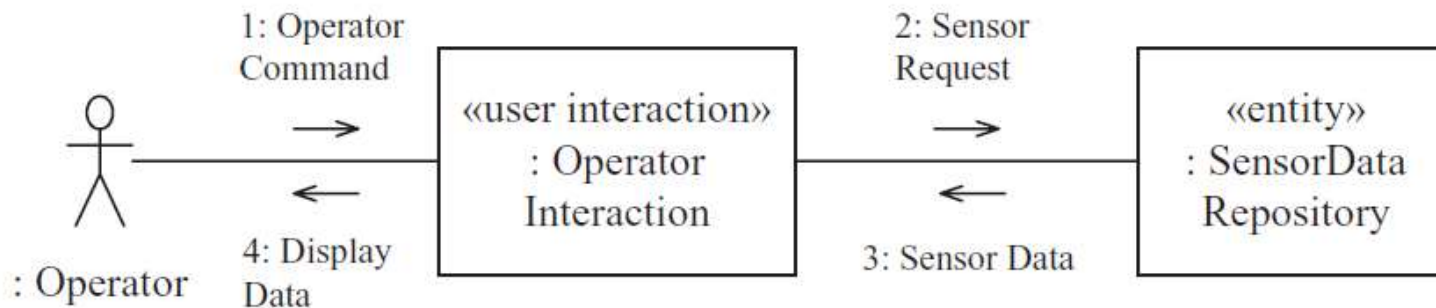 1: Operator
Command
2: Sensor
Request
«user interaction»
: Operator
Interaction
«entity»
: SensorData
Repository
: Operator
4: Display
Data
3: Sensor Data